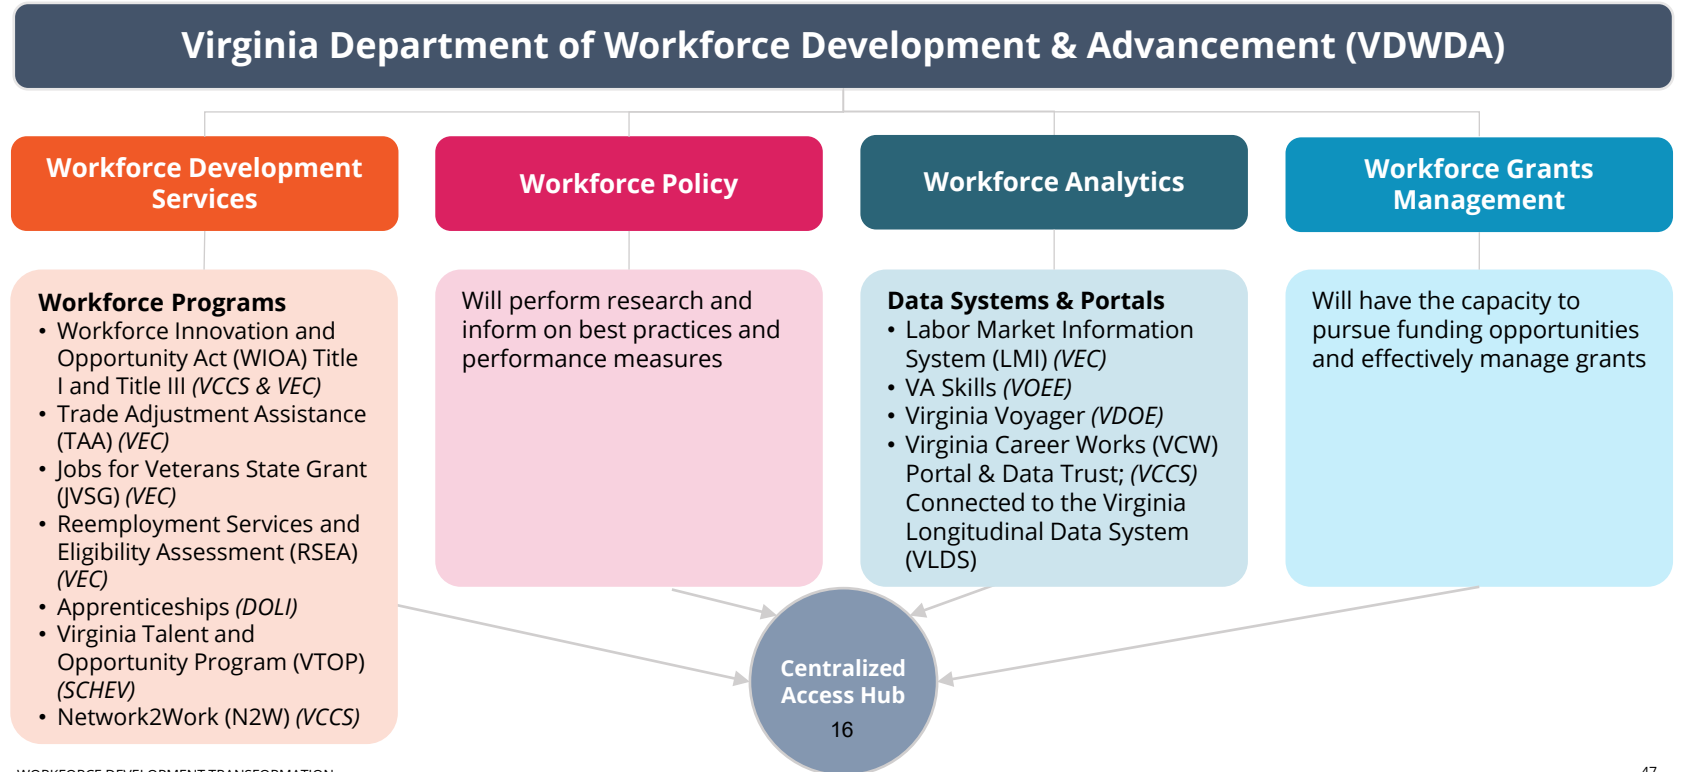 Virginia Department of Workforce Development & Advancement (VDWDA)
Workforce Development
Services
Workforce Policy
Workforce Analytics
Workforce Grants
Management
Workforce Programs
• Workforce Innovation and
Opportunity Act (WIOA) Title
I and Title III (VCCS & VEC)
• Trade Adjustment Assistance
(TAA) (VEC)
• Jobs for Veterans State Grant
(JVSG) (VEC)
• Reemployment Services and
Eligibility Assessment (RSEA)
(VEC)
• Apprenticeships (DOLI)
• Virginia Talent and
Opportunity Program (VTOP)
(SCHEV)
• Network2Work (N2W) (VCCS)
Will perform research and
inform on best practices and
performance measures
Data Systems & Portals
• Labor Market Information
System (LMI) (VEC)
• VA Skills (VOEE)
• Virginia Voyager (VDOE)
• Virginia Career Works (VCW)
Portal & Data Trust; (VCCS)
Connected to the Virginia
Longitudinal Data System
(VLDS)
Will have the capacity to
pursue funding opportunities
and effectively manage grants
Centralized
Access Hub
16
WORKFORCE DEVELOPMENT TRANSFORMATION
47